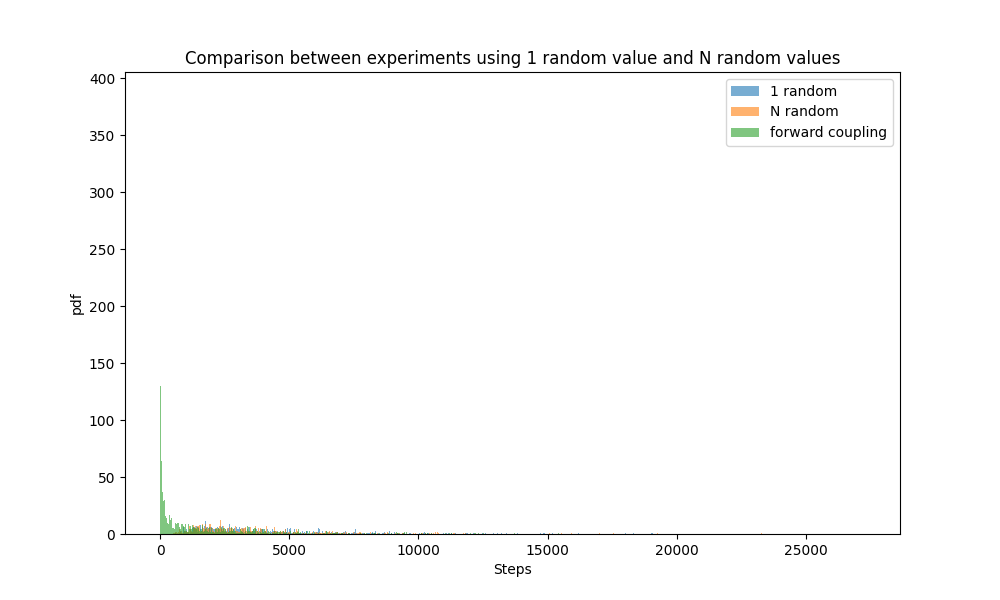 Comparison between experiments using 1 random value and N random values
400
350
300
250
200
150
100
50
0
pdf
1 random
N random
forward coupling
0 5000 10000 15000 20000 25000
Steps